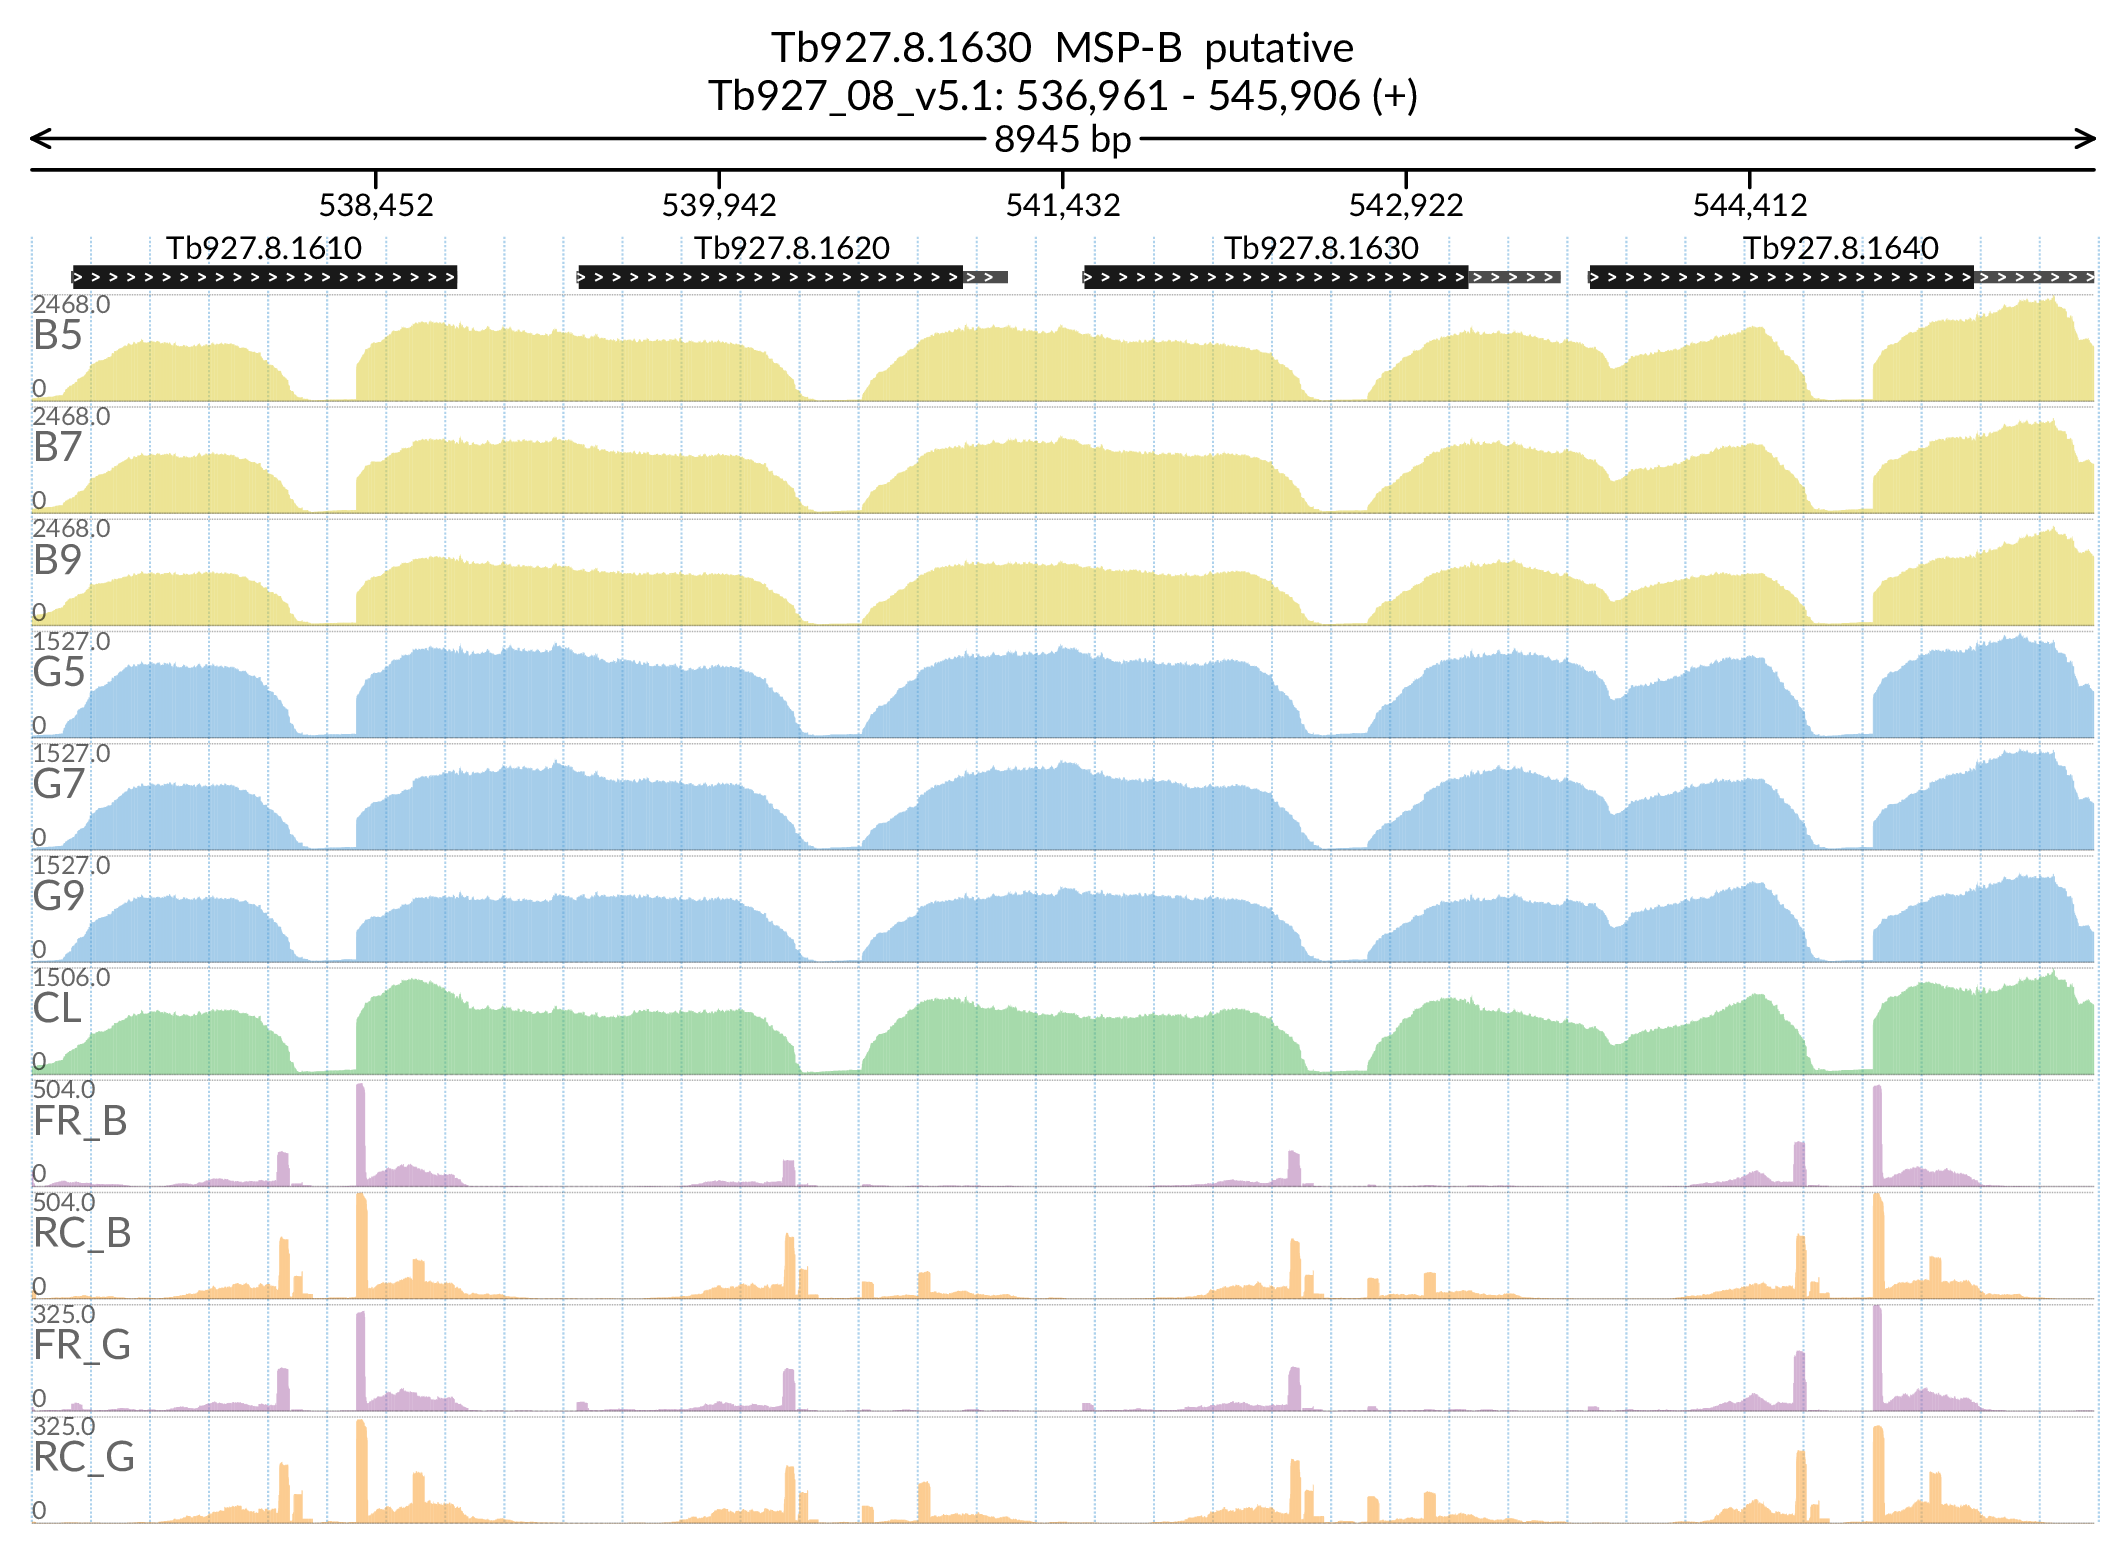 Tb927.8.1630 MSP-B putative
Tb927_08_v5.1: 536,961 - 545,906 (+)
8945 bp
538,452 539,942 541,432 542,922 544,412
Tb927.8.1610 Tb927.8.1620 Tb927.8.1630 Tb927.8.1640
2468.0
B5
0
2468.0
B7
0
2468.0
B9
0
1527.0
G5
0
1527.0
G7
0
1527.0
G9
0
1506.0
CL
0
504.0
FR_B
0
504.0
RC_B
0
325.0
FR_G
0
325.0
RC_G
0